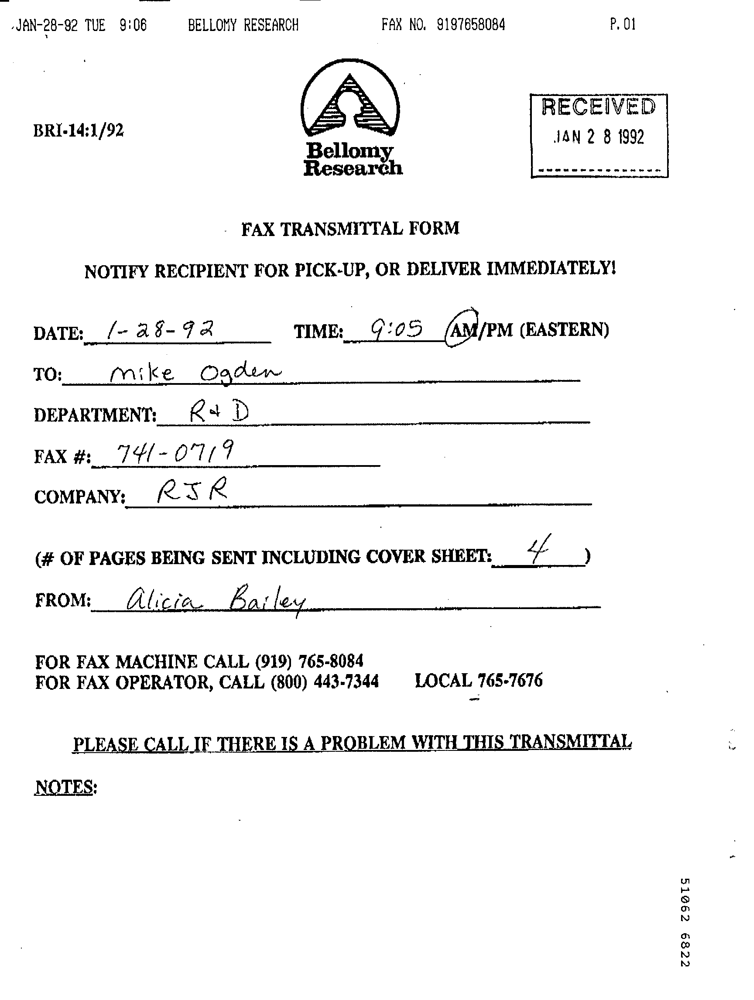 JAN-28-92 TUE 9:06 BELLOMY RESEARCH FAX NO. 9197658084 P.01
BRI-14:1/92
Bellomy
Research
RECEIVED
JAN 28 1992
FAX TRANSMITTAL FORM
NOTIFY RECIPIENT FOR PICK-UP, OR DELIVER IMMEDIATELY!
DATE: 1-28-92 TIME: 9:05 AM/PM (EASTERN)
TO: Mike Ogden
DEPARTMENT: R & D
FAX #: 741-0719
COMPANY: RJR
(# OF PAGES BEING SENT INCLUDING COVER SHEET: 4 )
FROM: Alicia Bailey
FOR FAX MACHINE CALL (919) 765-8084
FOR FAX OPERATOR, CALL (800) 443-7344 LOCAL 765-7676
PLEASE CALL IF THERE IS A PROBLEM WITH THIS TRANSMITTAL
NOTES:
51062 6822